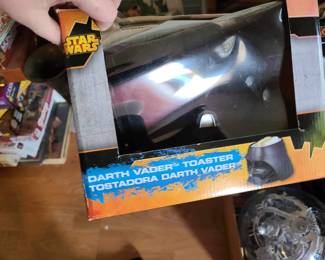 STAR
WARS
DARTH VADER™ TOASTER
TOSTADORA DARTH VADER™